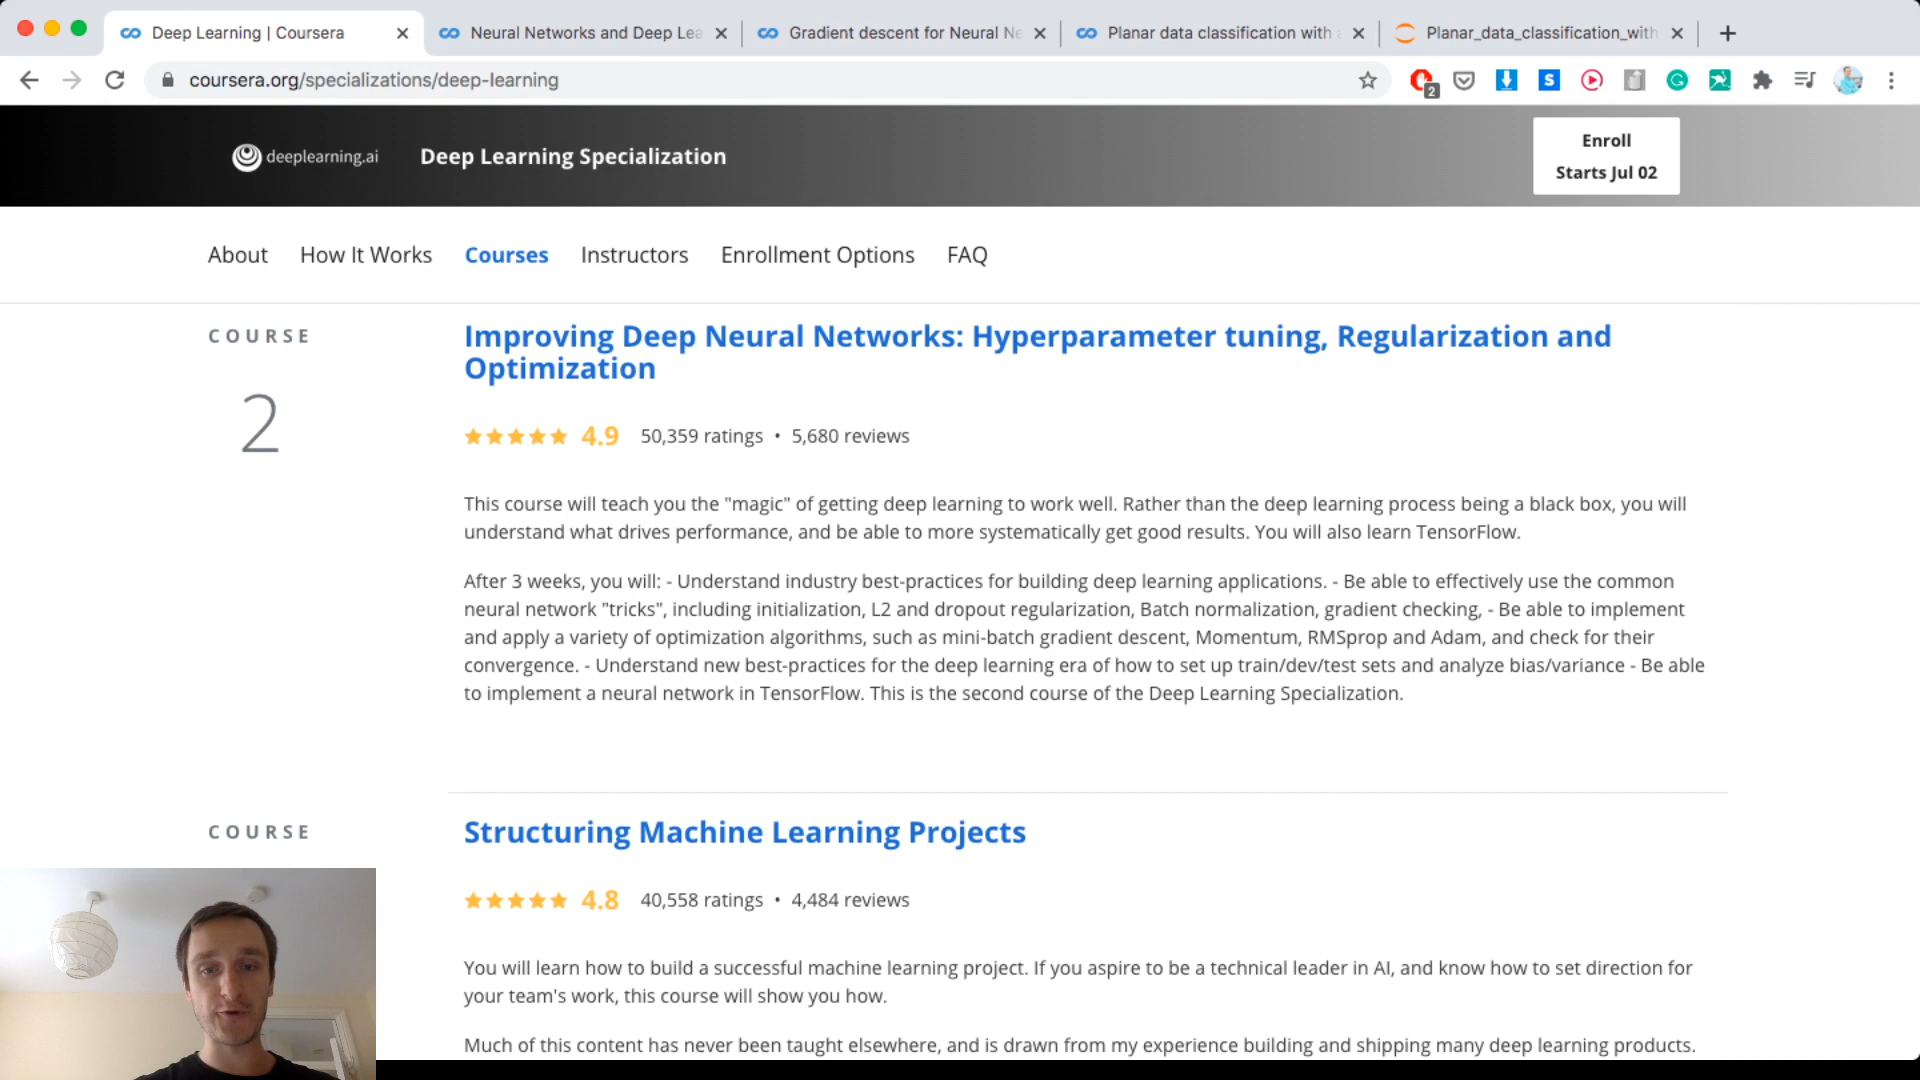 Deep Learning | Coursera
Neural Networks and Deep Lea
Gradient descent for Neural Ne
Planar data classification with a
Planar_data_classification_with
coursera.org/specializations/deep-learning
2
S
G
deeplearning.ai
Deep Learning Specialization
Enroll
Starts Jul 02
About
How It Works
Courses
Instructors
Enrollment Options
FAQ
COURSE
2
Improving Deep Neural Networks: Hyperparameter tuning, Regularization and
Optimization
4.9 50,359 ratings • 5,680 reviews
This course will teach you the "magic" of getting deep learning to work well. Rather than the deep learning process being a black box, you will
understand what drives performance, and be able to more systematically get good results. You will also learn TensorFlow.
After 3 weeks, you will: - Understand industry best-practices for building deep learning applications. - Be able to effectively use the common
neural network "tricks", including initialization, L2 and dropout regularization, Batch normalization, gradient checking, - Be able to implement
and apply a variety of optimization algorithms, such as mini-batch gradient descent, Momentum, RMSprop and Adam, and check for their
convergence. - Understand new best-practices for the deep learning era of how to set up train/dev/test sets and analyze bias/variance - Be able
to implement a neural network in TensorFlow. This is the second course of the Deep Learning Specialization.
COURSE
Structuring Machine Learning Projects
4.8 40,558 ratings • 4,484 reviews
You will learn how to build a successful machine learning project. If you aspire to be a technical leader in AI, and know how to set direction for
your team's work, this course will show you how.
Much of this content has never been taught elsewhere, and is drawn from my experience building and shipping many deep learning products.